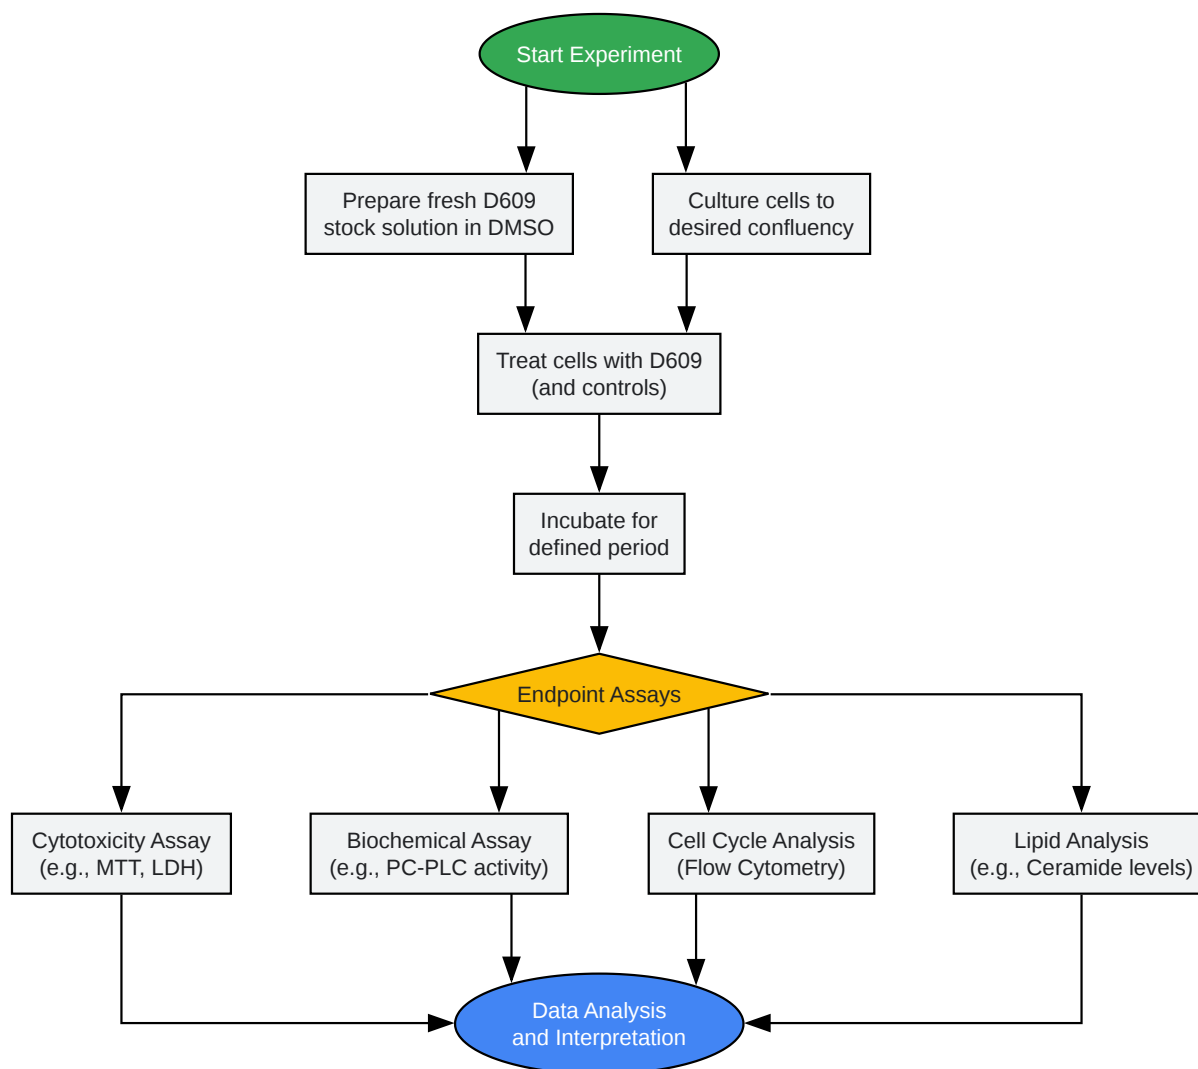 Start Experiment
Prepare fresh D609
stock solution in DMSO
Culture cells to
desired confluency
Treat cells with D609
(and controls)
Incubate for
defined period
Endpoint Assays
Cytotoxicity Assay
(e.g., MTT, LDH)
Biochemical Assay
(e.g., PC-PLC activity)
Cell Cycle Analysis
(Flow Cytometry)
Lipid Analysis
(e.g., Ceramide levels)
Data Analysis
and Interpretation